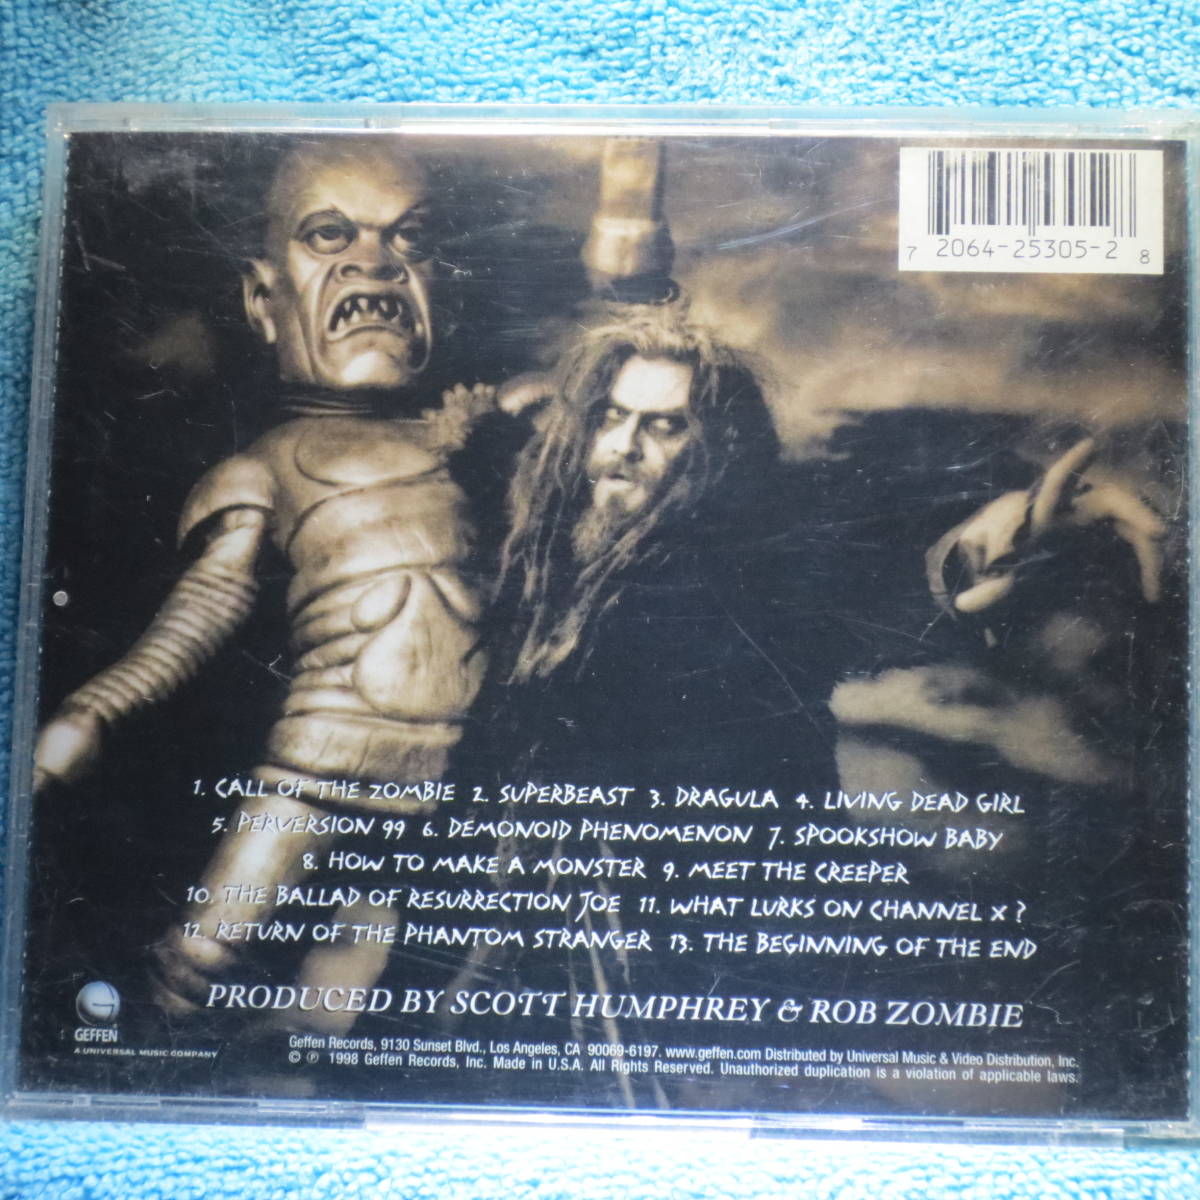 7 2064-25305-2 8
1. CALL OF THE ZOMBIE 2. SUPERBEAST 3. DRAGULA 4. LIVING DEAD GIRL
5. PERVERSION 99 6. DEMONOID PHENOMENON 7. SPOOKSHOW BABY
8. HOW TO MAKE A MONSTER 9. MEET THE CREEPER
10. THE BALLAD OF RESURRECTION JOE 11. WHAT LURKS ON CHANNEL X ?
12. RETURN OF THE PHANTOM STRANGER 13. THE BEGINNING OF THE END
PRODUCED BY SCOTT HUMPHREY & ROB ZOMBIE
GEFFEN
A UNIVERSAL MUSIC COMPANY
Geffen Records, 9130 Sunset Blvd., Los Angeles, CA 90069-6197. www.geffen.com Distributed by Universal Music & Video Distribution, Inc.
© ℗ 1998 Geffen Records, Inc. Made in U.S.A. All Rights Reserved. Unauthorized duplication is a violation of applicable laws.